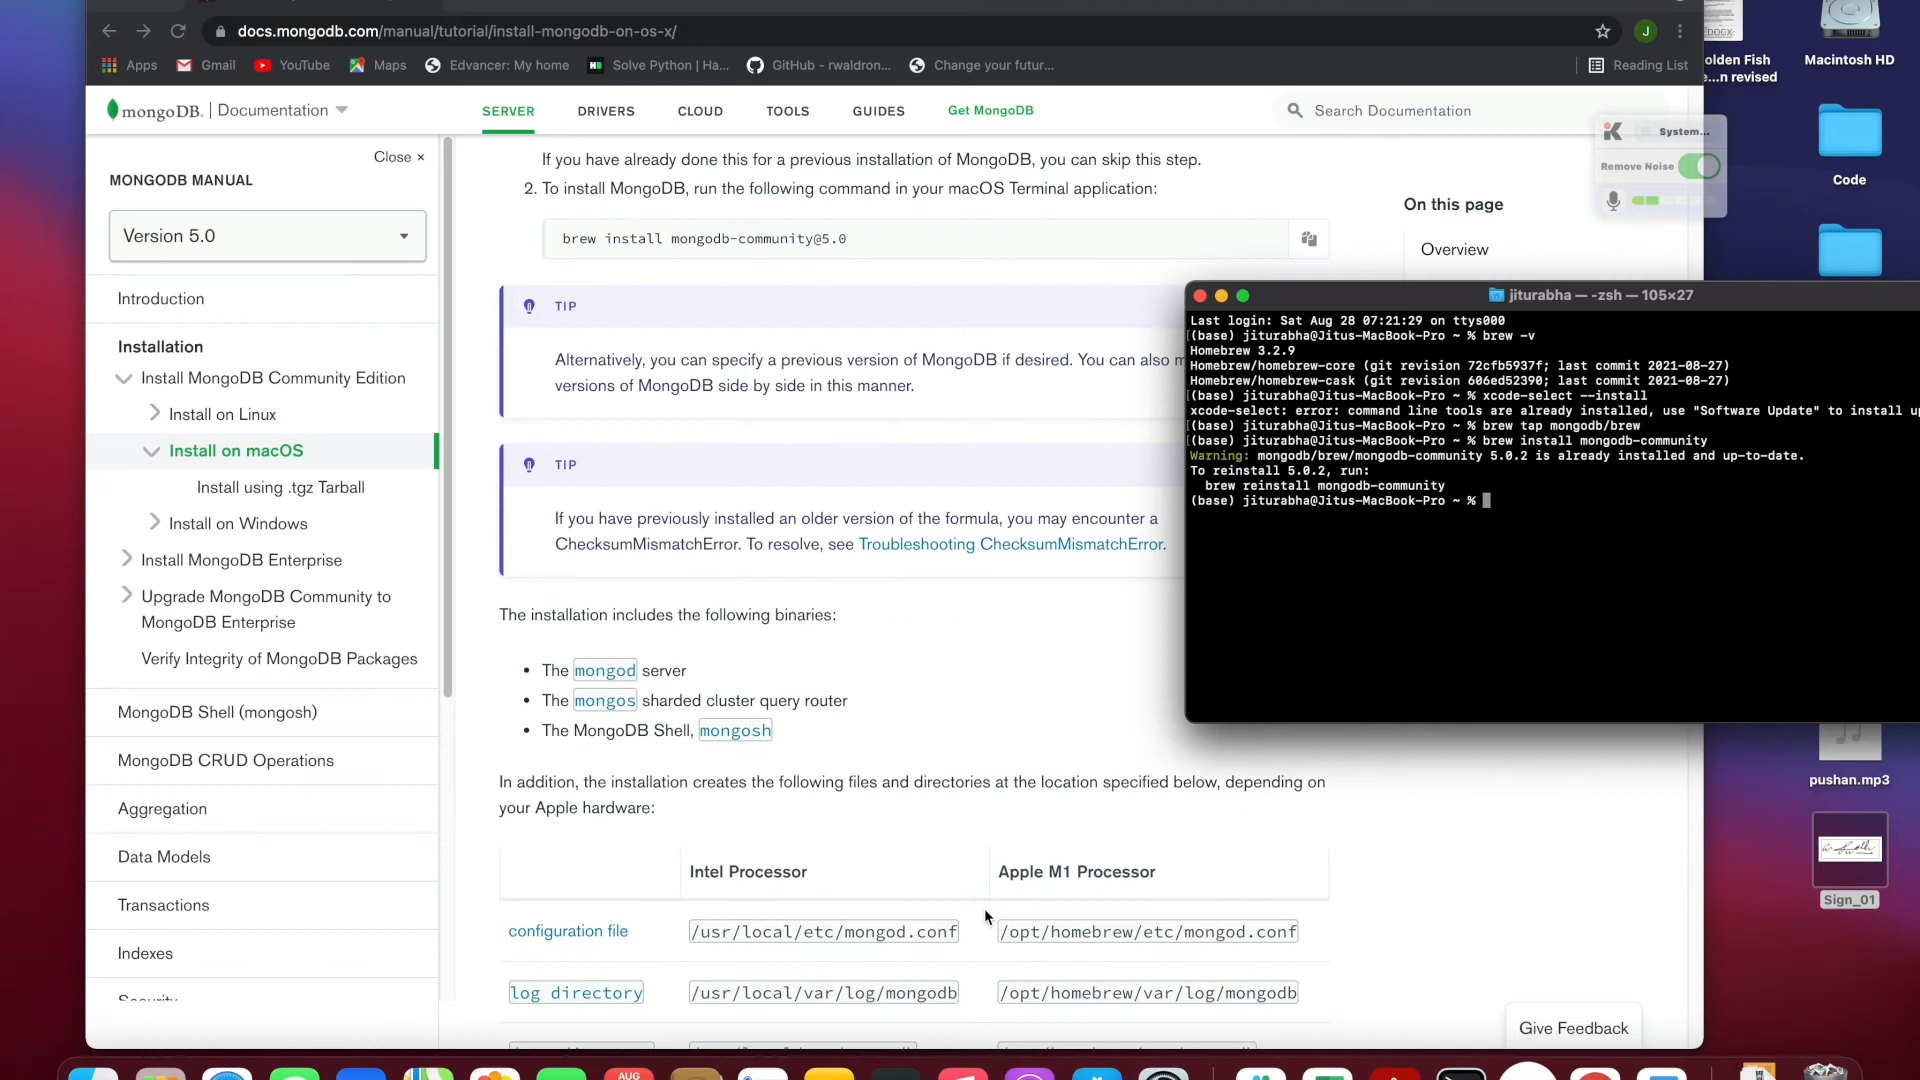 docs.mongodb.com/manual/tutorial/install-mongodb-on-os-x/
J
Apps
Gmail
YouTube
Maps
Edvancer: My home
Solve Python | Ha...
GitHub - rwaldron...
Change your futur...
Reading List
mongoDB. | Documentation
SERVER
DRIVERS
CLOUD
TOOLS
GUIDES
Get MongoDB
Search Documentation
Close ×
MONGODB MANUAL
Version 5.0
Introduction
Installation
Install MongoDB Community Edition
Install on Linux
Install on macOS
Install using .tgz Tarball
Install on Windows
Install MongoDB Enterprise
Upgrade MongoDB Community to
MongoDB Enterprise
Verify Integrity of MongoDB Packages
MongoDB Shell (mongosh)
MongoDB CRUD Operations
Aggregation
Data Models
Transactions
Indexes
If you have already done this for a previous installation of MongoDB, you can skip this step.
2. To install MongoDB, run the following command in your macOS Terminal application:
brew install mongodb-community@5.0
TIP
Alternatively, you can specify a previous version of MongoDB if desired. You can also
versions of MongoDB side by side in this manner.
TIP
If you have previously installed an older version of the formula, you may encounter a
ChecksumMismatchError. To resolve, see Troubleshooting ChecksumMismatchError.
The installation includes the following binaries:
• The mongod server
• The mongos sharded cluster query router
• The MongoDB Shell, mongosh
In addition, the installation creates the following files and directories at the location specified below, depending on
your Apple hardware:
Intel Processor
Apple M1 Processor
configuration file
/usr/local/etc/mongod.conf
/opt/homebrew/etc/mongod.conf
log directory
/usr/local/var/log/mongodb
/opt/homebrew/var/log/mongodb
On this page
Overview
Give Feedback
System...
Remove Noise
jiturabha — -zsh — 105×27
Last login: Sat Aug 28 07:21:29 on ttys000
[(base) jiturabha@Jitus-MacBook-Pro ~ % brew -v
Homebrew 3.2.9
Homebrew/homebrew-core (git revision 72cfb5937f; last commit 2021-08-27)
Homebrew/homebrew-cask (git revision 606ed52390; last commit 2021-08-27)
[(base) jiturabha@Jitus-MacBook-Pro ~ % xcode-select --install
xcode-select: error: command line tools are already installed, use "Software Update" to install
[(base) jiturabha@Jitus-MacBook-Pro ~ % brew tap mongodb/brew
[(base) jiturabha@Jitus-MacBook-Pro ~ % brew install mongodb-community
Warning: mongodb/brew/mongodb-community 5.0.2 is already installed and up-to-date.
To reinstall 5.0.2, run:
brew reinstall mongodb-community
(base) jiturabha@Jitus-MacBook-Pro ~ %
DOCX
olden Fish
e...n revised
Macintosh HD
Code
pushan.mp3
Sign_01
AUG